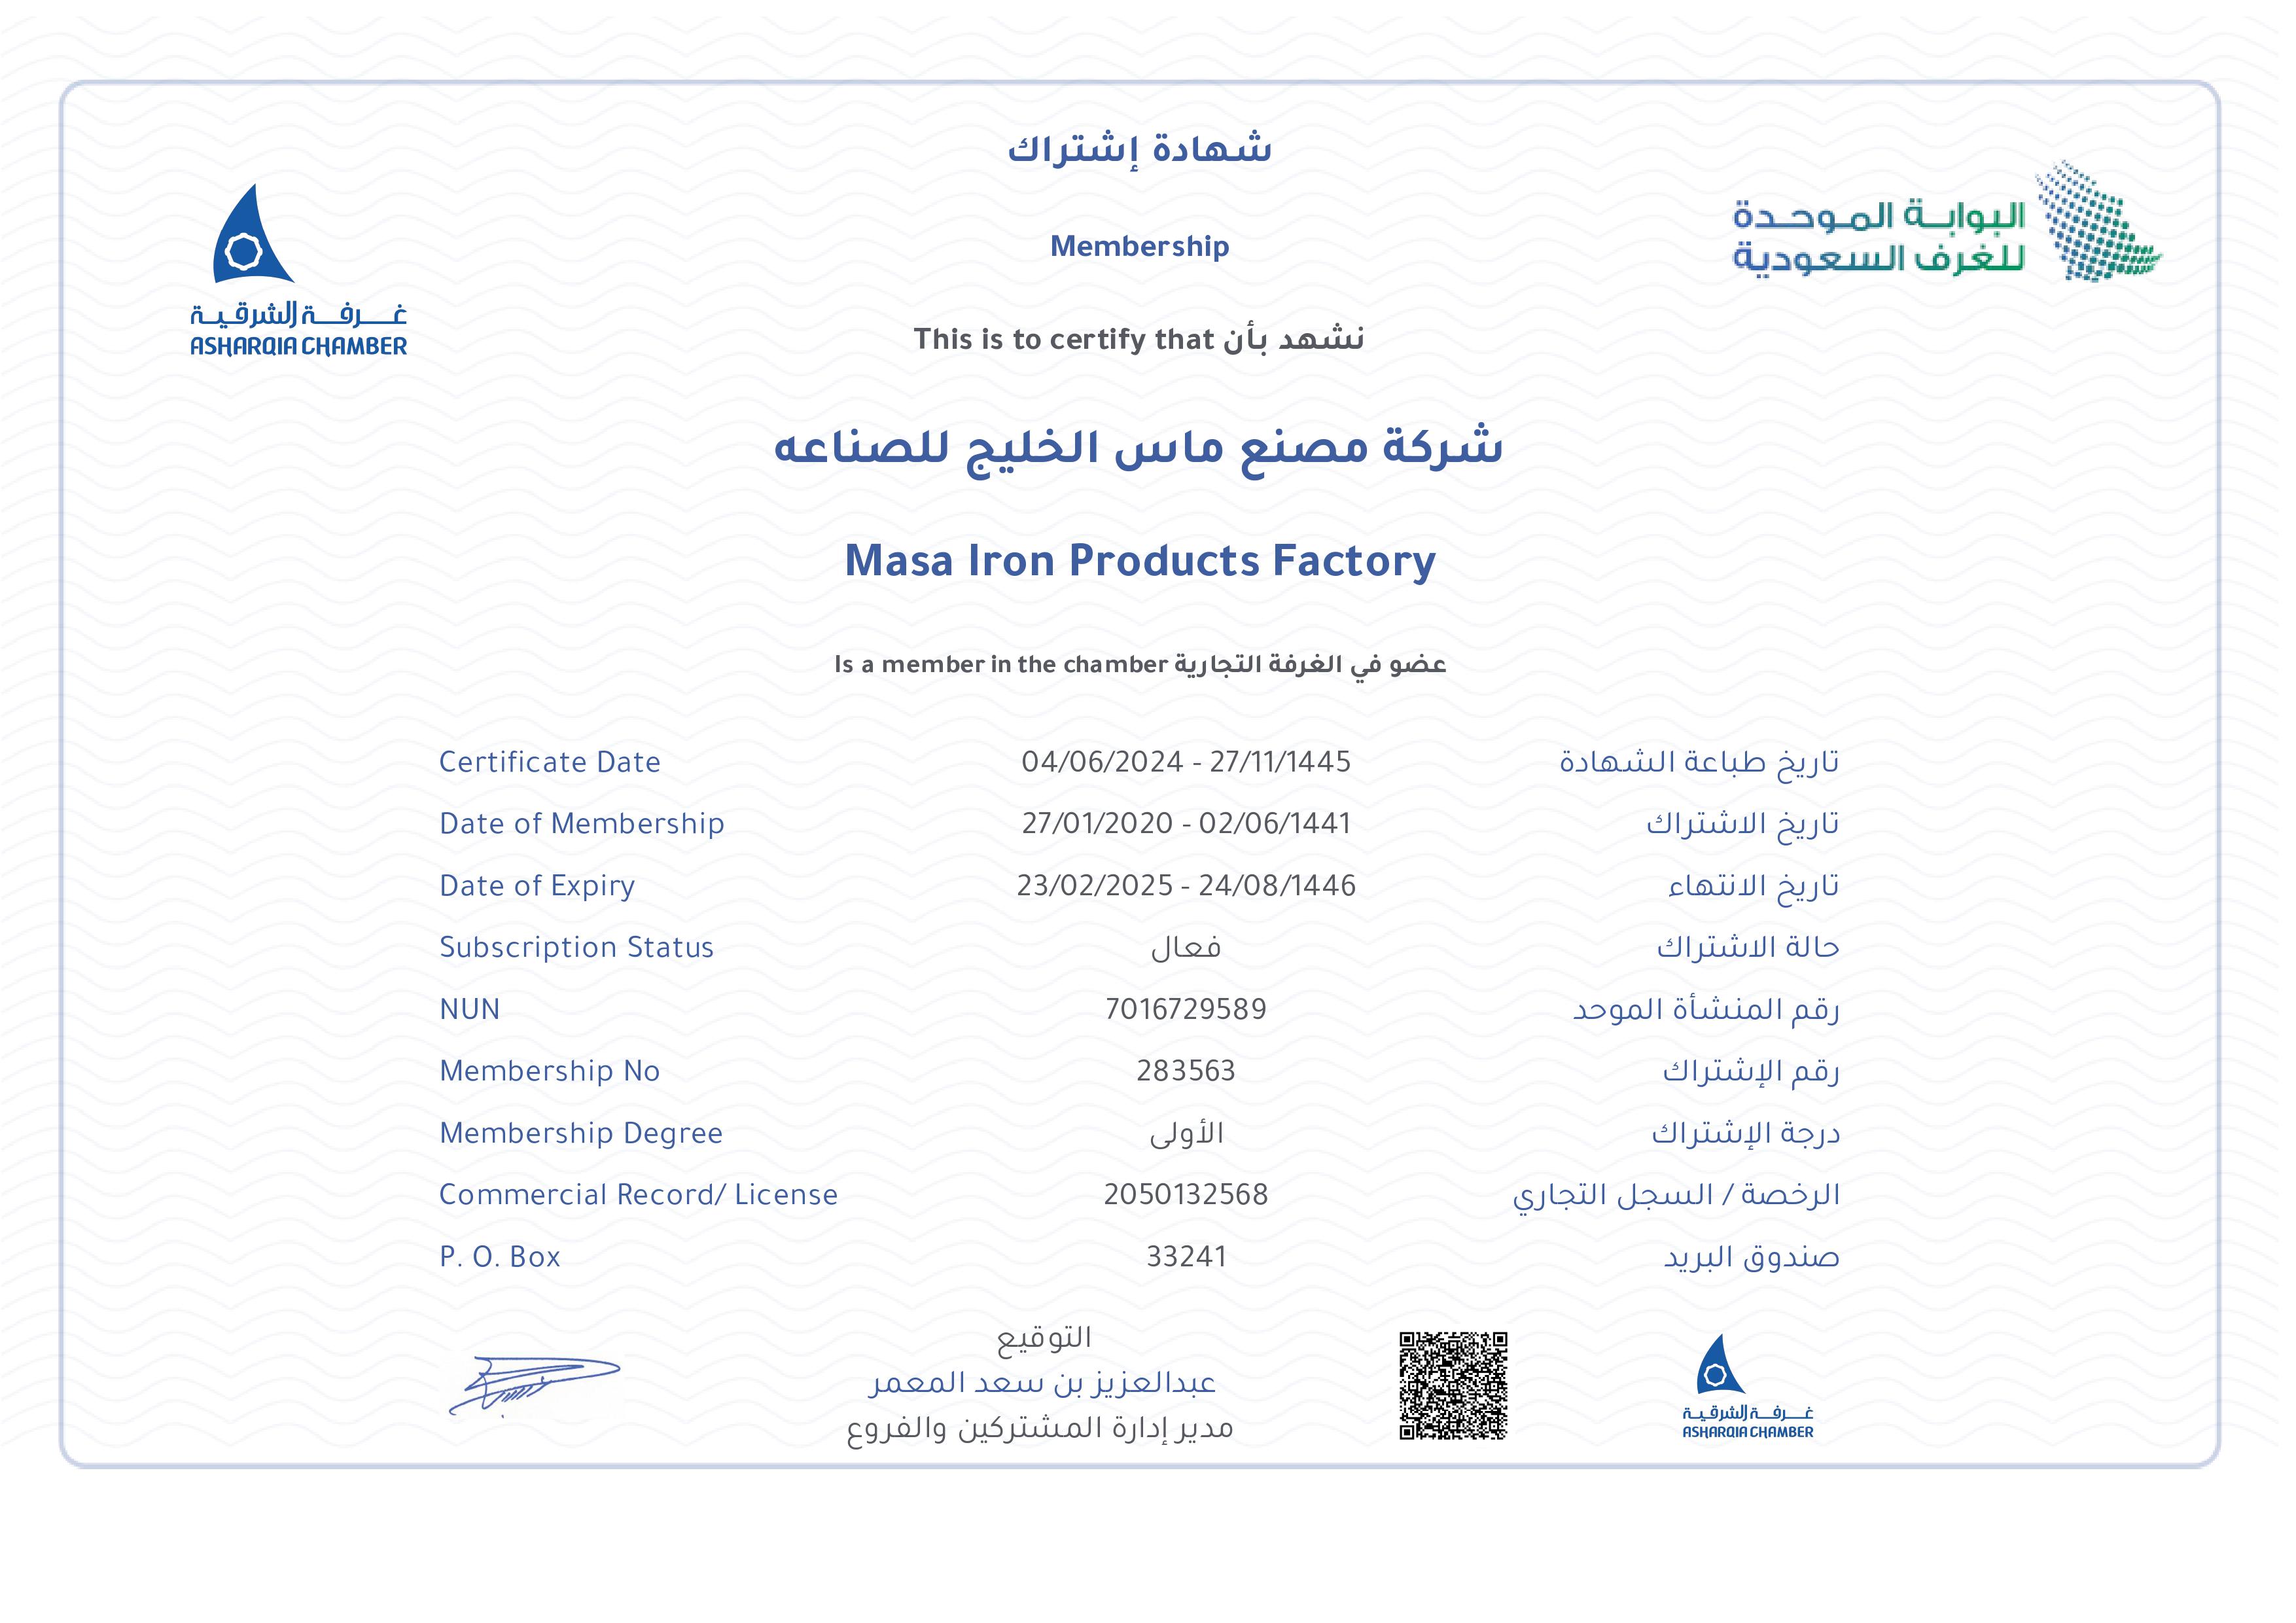 شهادة إشتراك
البوابة الموحدة
للغرف السعودية
Membership
غرفة الشرقية
ASHARQIA CHAMBER
This is to certify that نشهد بأن
شركة مصنع ماس الخليج للصناعه
Masa Iron Products Factory
Is a member in the chamber عضو في الغرفة التجارية
Certificate Date 04/06/2024 - 27/11/1445 تاريخ طباعة الشهادة
Date of Membership 27/01/2020 - 02/06/1441 تاريخ الاشتراك
Date of Expiry 23/02/2025 - 24/08/1446 تاريخ الانتهاء
Subscription Status فعال حالة الاشتراك
NUN 7016729589 رقم المنشأة الموحد
Membership No 283563 رقم الإشتراك
Membership Degree الأولى درجة الإشتراك
Commercial Record/ License 2050132568 الرخصة / السجل التجاري
P. O. Box 33241 صندوق البريد
التوقيع
عبدالعزيز بن سعد المعمر
مدير إدارة المشتركين والفروع
غرفة الشرقية
ASHARQIA CHAMBER